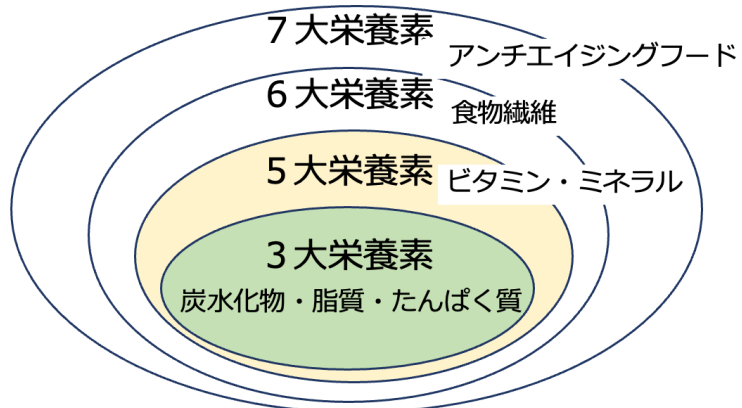 ７大栄養素
アンチエイジングフード
６大栄養素
食物繊維
５大栄養素
ビタミン・ミネラル
３大栄養素
炭水化物・脂質・たんぱく質